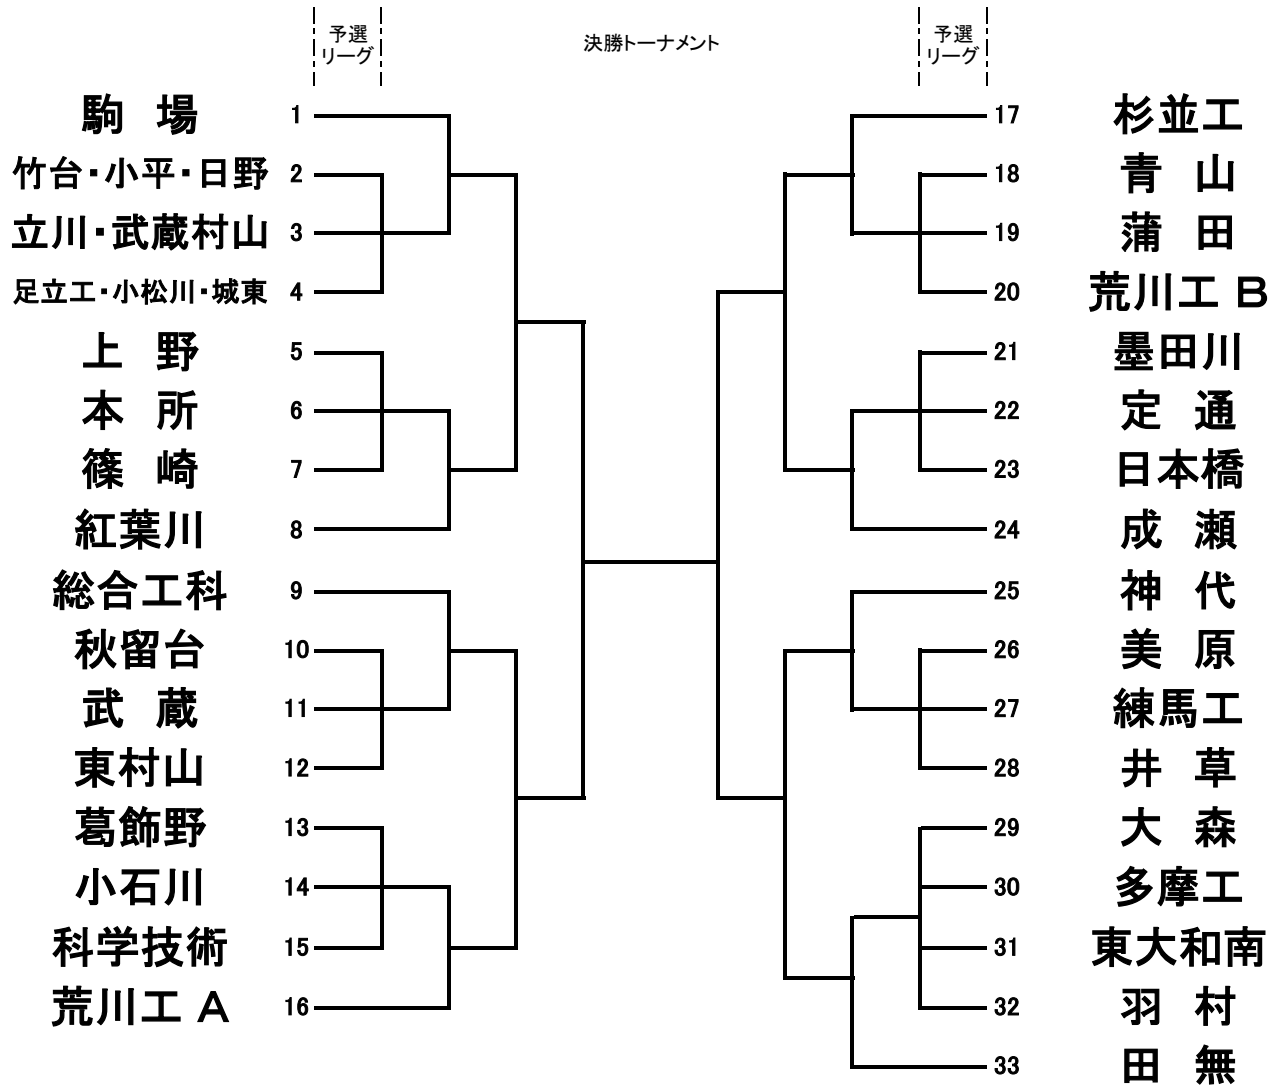 予選
リーグ
決勝トーナメント
予選
リーグ
駒 場 1
竹台・小平・日野 2
立川・武蔵村山 3
足立工・小松川・城東 4
上 野 5
本 所 6
篠 崎 7
紅葉川 8
総合工科 9
秋留台 10
武 蔵 11
東村山 12
葛飾野 13
小石川 14
科学技術 15
荒川工 A 16
17 杉並工
18 青 山
19 蒲 田
20 荒川工 B
21 墨田川
22 定 通
23 日本橋
24 成 瀬
25 神 代
26 美 原
27 練馬工
28 井 草
29 大 森
30 多摩工
31 東大和南
32 羽 村
33 田 無